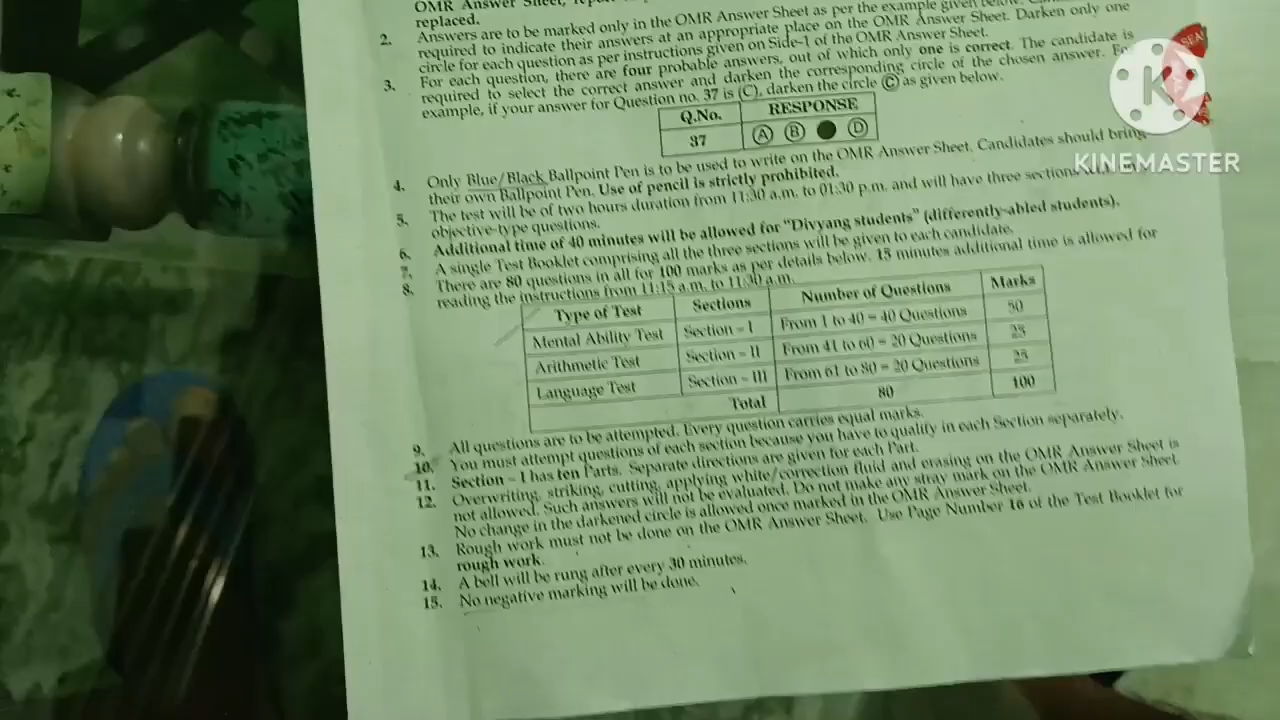 OMR Answer Sheet, report
replaced.
2. Answers are to be marked only in the OMR Answer Sheet as per the example given below.
required to indicate their answers at an appropriate place on the OMR Answer Sheet. Darken only one
circle for each question as per instructions given on Side-1 of the OMR Answer Sheet.
3. For each question, there are four probable answers, out of which only one is correct. The candidate is
required to select the correct answer and darken the corresponding circle of the chosen answer.
example, if your answer for Question no. 37 is (C), darken the circle Ⓒ as given below.
Q.No. RESPONSE
37 Ⓐ Ⓑ ● Ⓓ
4. Only Blue/Black Ballpoint Pen is to be used to write on the OMR Answer Sheet. Candidates should bring
their own Ballpoint Pen. Use of pencil is strictly prohibited.
5. The test will be of two hours duration from 11:30 a.m. to 01:30 p.m. and will have three sections
objective-type questions.
6. Additional time of 40 minutes will be allowed for "Divyang students" (differently-abled students).
7. A single Test Booklet comprising all the three sections will be given to each candidate.
8. There are 80 questions in all for 100 marks as per details below. 15 minutes additional time is allowed for
reading the instructions from 11:15 a.m. to 11:30 a.m.
Type of Test Sections Number of Questions Marks
Mental Ability Test Section - I From 1 to 40 = 40 Questions 50
Arithmetic Test Section - II From 41 to 60 = 20 Questions 25
Language Test Section - III From 61 to 80 = 20 Questions 25
Total 80 100
9. All questions are to be attempted. Every question carries equal marks.
10. You must attempt questions of each section because you have to qualify in each Section separately.
11. Section - I has ten Parts. Separate directions are given for each Part.
12. Overwriting, striking, cutting, applying white/correction fluid and erasing on the OMR Answer Sheet is
not allowed. Such answers will not be evaluated. Do not make any stray mark on the OMR Answer Sheet.
No change in the darkened circle is allowed once marked in the OMR Answer Sheet.
13. Rough work must not be done on the OMR Answer Sheet. Use Page Number 16 of the Test Booklet for
rough work.
14. A bell will be rung after every 30 minutes.
15. No negative marking will be done.
SEA
K
KINEMASTER